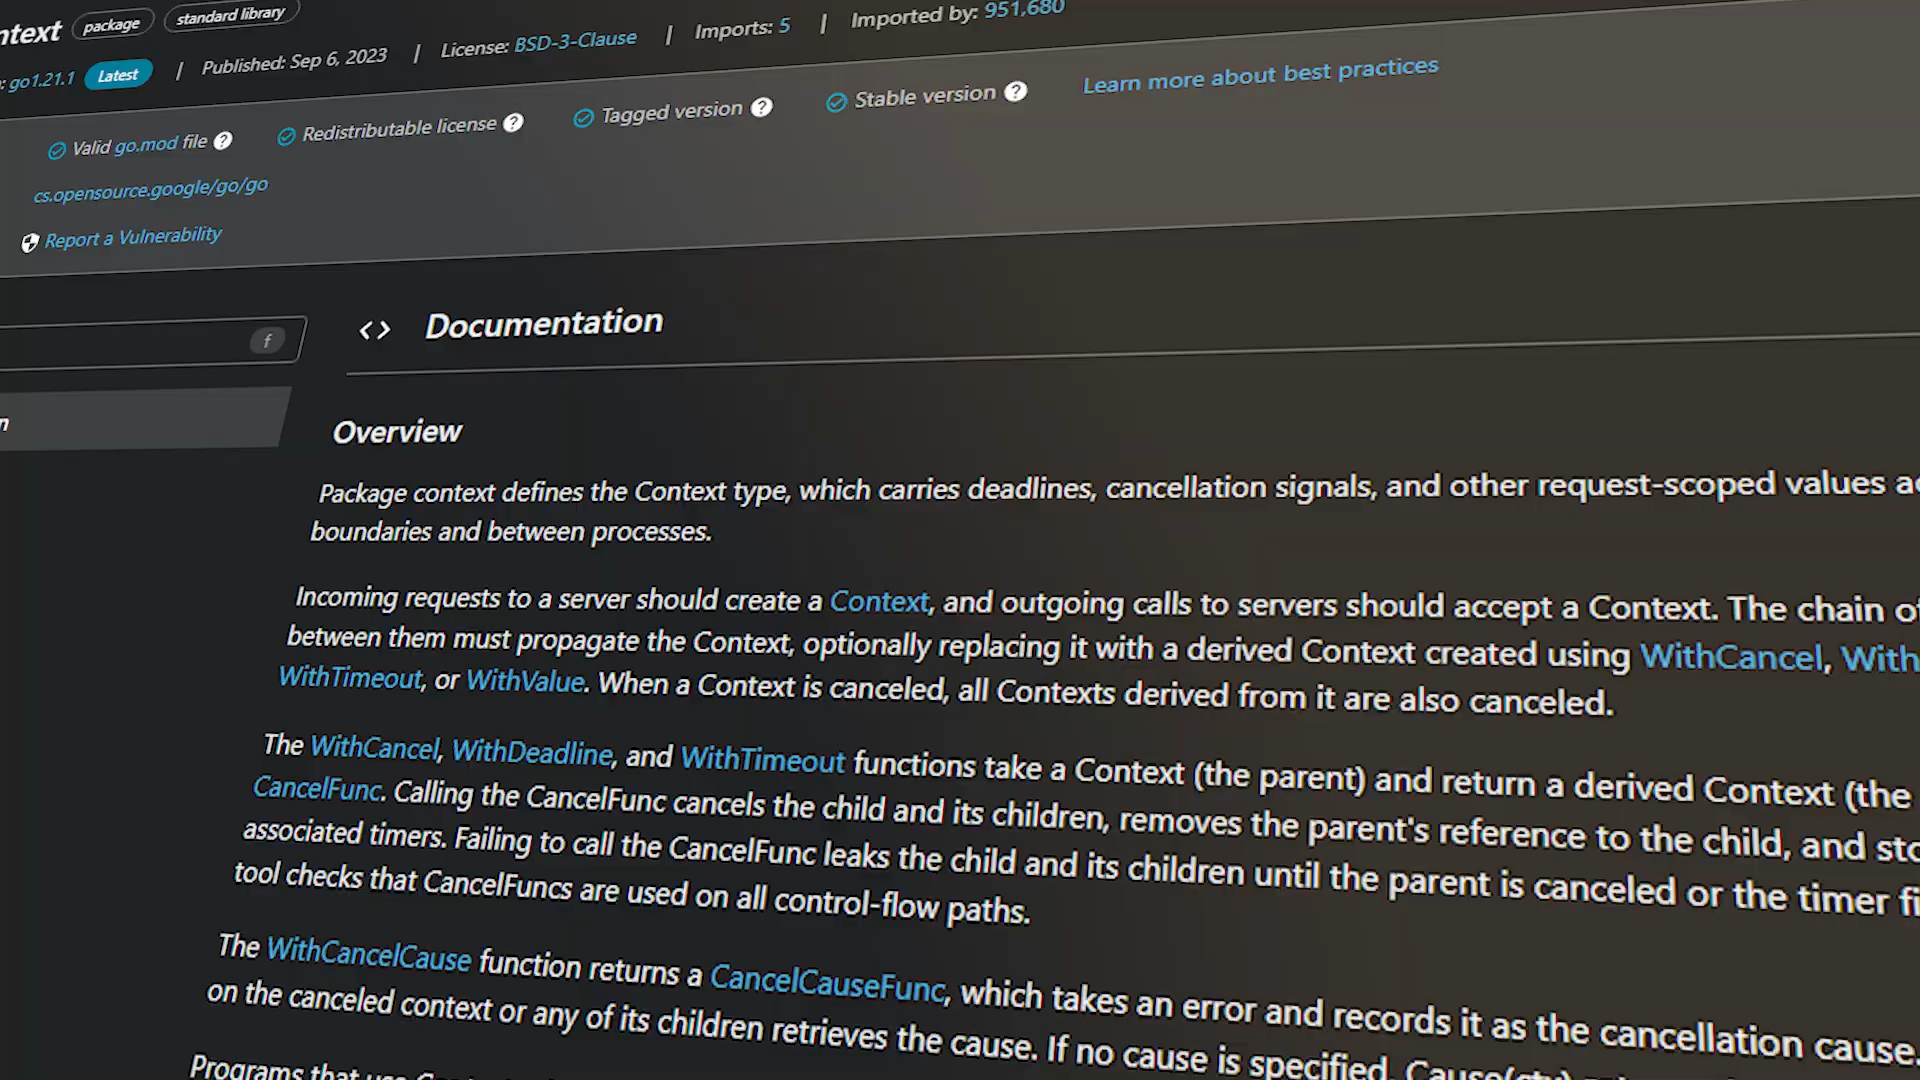 ntext package standard library
: go1.21.1 Latest | Published: Sep 6, 2023 | License: BSD-3-Clause | Imports: 5 | Imported by: 951,680
Valid go.mod file ? Redistributable license ? Tagged version ? Stable version ? Learn more about best practices
cs.opensource.google/go/go
Report a Vulnerability
f
<> Documentation
n
Overview
Package context defines the Context type, which carries deadlines, cancellation signals, and other request-scoped values
boundaries and between processes.
Incoming requests to a server should create a Context, and outgoing calls to servers should accept a Context. The chain of
between them must propagate the Context, optionally replacing it with a derived Context created using WithCancel, With
WithTimeout, or WithValue. When a Context is canceled, all Contexts derived from it are also canceled.
The WithCancel, WithDeadline, and WithTimeout functions take a Context (the parent) and return a derived Context (the
CancelFunc. Calling the CancelFunc cancels the child and its children, removes the parent's reference to the child, and sto
associated timers. Failing to call the CancelFunc leaks the child and its children until the parent is canceled or the timer fi
tool checks that CancelFuncs are used on all control-flow paths.
The WithCancelCause function returns a CancelCauseFunc, which takes an error and records it as the cancellation cause.
on the canceled context or any of its children retrieves the cause. If no cause is specified, Cause(ctx)
Programs that use